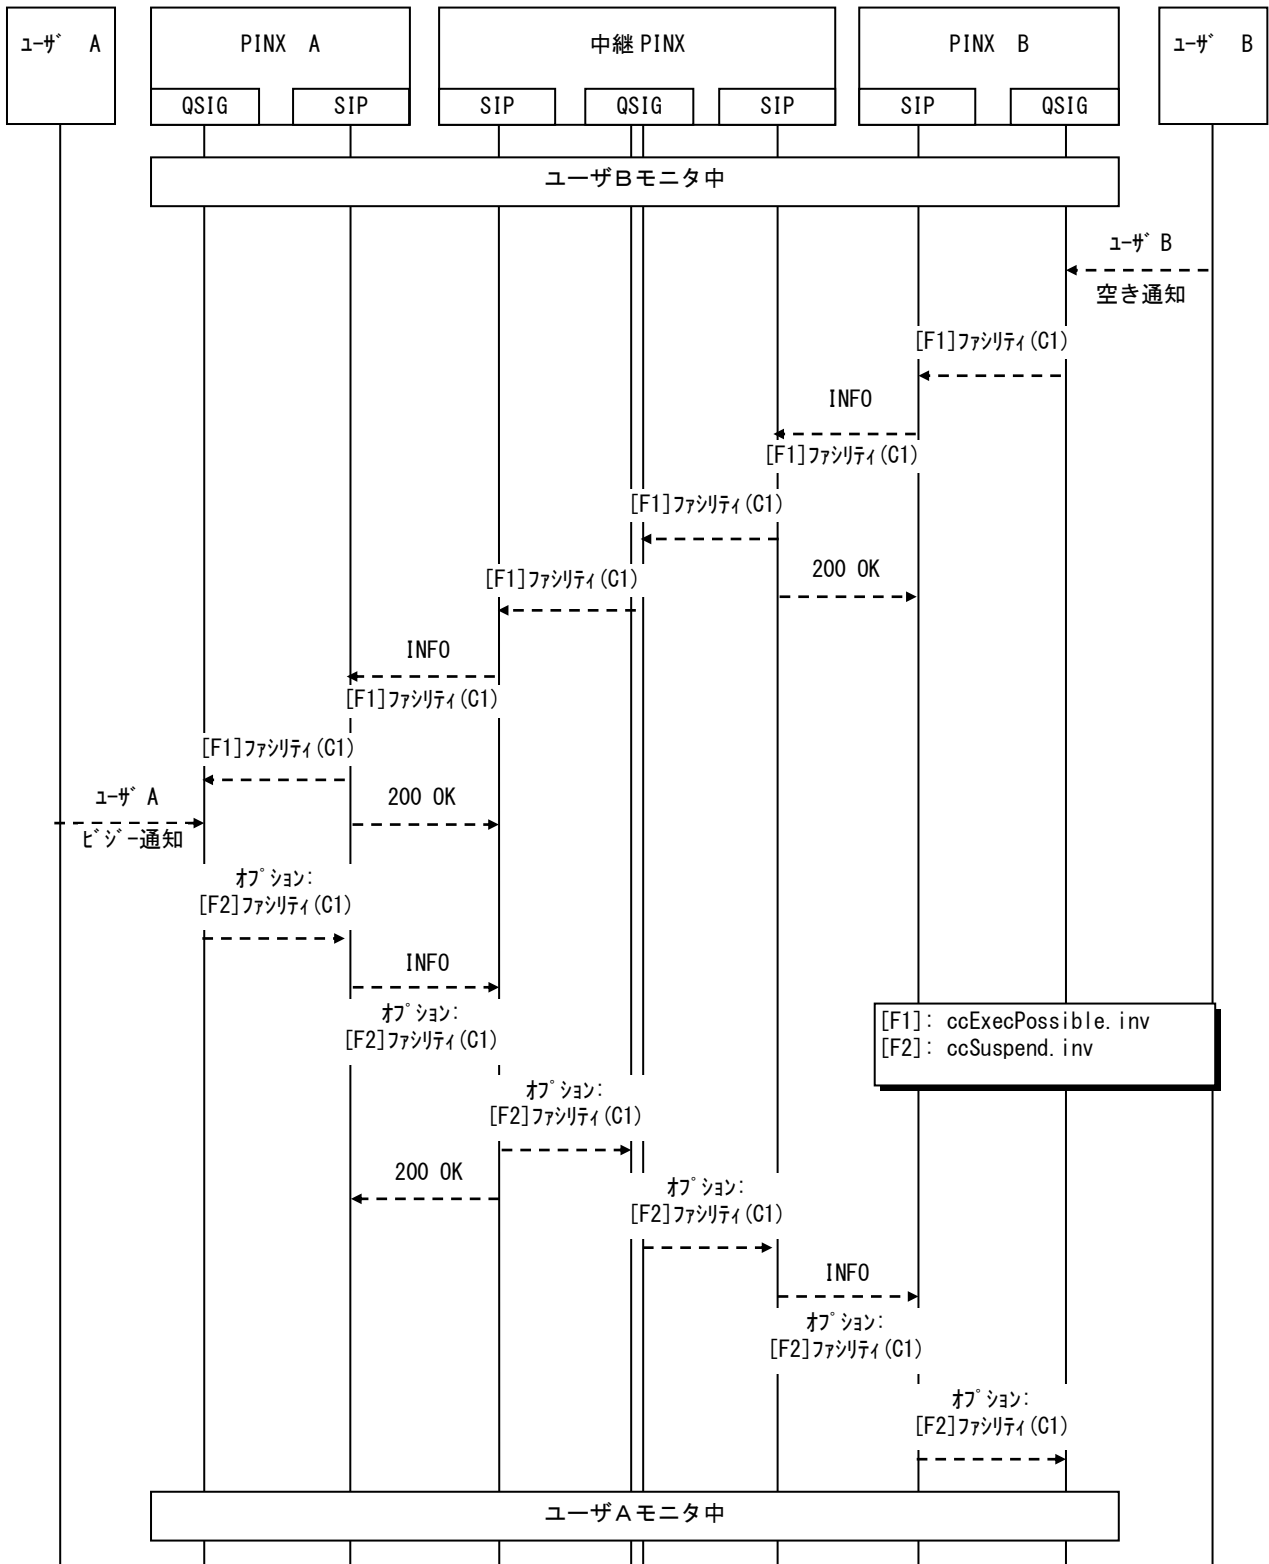 ﾕｰｻﾞ A
PINX A
中継PINX
PINX B
ﾕｰｻﾞ B
QSIG
SIP
SIP
QSIG
SIP
SIP
QSIG
ユーザBモニタ中
ﾕｰｻﾞ B
空き通知
[F1]ﾌｧｼﾘﾃｨ(C1)
INFO
[F1]ﾌｧｼﾘﾃｨ(C1)
[F1]ﾌｧｼﾘﾃｨ(C1)
200 OK
[F1]ﾌｧｼﾘﾃｨ(C1)
INFO
[F1]ﾌｧｼﾘﾃｨ(C1)
[F1]ﾌｧｼﾘﾃｨ(C1)
ﾕｰｻﾞ A
200 OK
ﾋﾞｼﾞｰ通知
ｵﾌﾟｼｮﾝ:
[F2]ﾌｧｼﾘﾃｨ(C1)
INFO
ｵﾌﾟｼｮﾝ:
[F2]ﾌｧｼﾘﾃｨ(C1)
[F1]: ccExecPossible.inv
[F2]: ccSuspend.inv
ｵﾌﾟｼｮﾝ:
[F2]ﾌｧｼﾘﾃｨ(C1)
200 OK
ｵﾌﾟｼｮﾝ:
[F2]ﾌｧｼﾘﾃｨ(C1)
INFO
ｵﾌﾟｼｮﾝ:
[F2]ﾌｧｼﾘﾃｨ(C1)
ｵﾌﾟｼｮﾝ:
[F2]ﾌｧｼﾘﾃｨ(C1)
ユーザAモニタ中